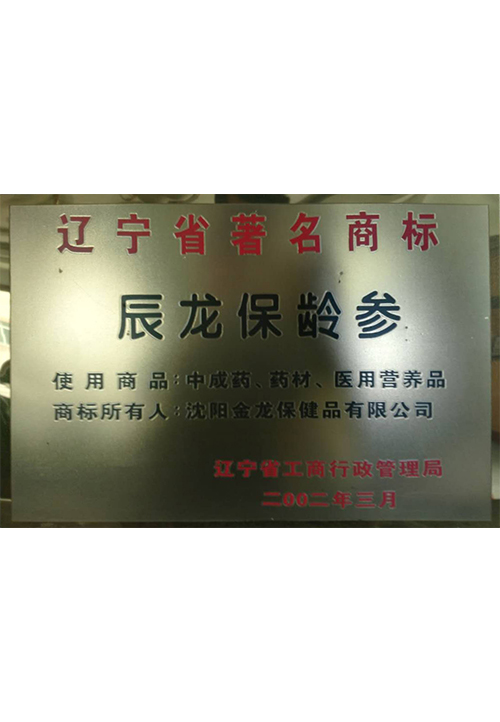 辽宁省著名商标
辰龙保龄参
使用商品：中成药、药材、医用营养品
商标所有人：沈阳金龙保健品有限公司
辽宁省工商行政管理局
二00二年三月